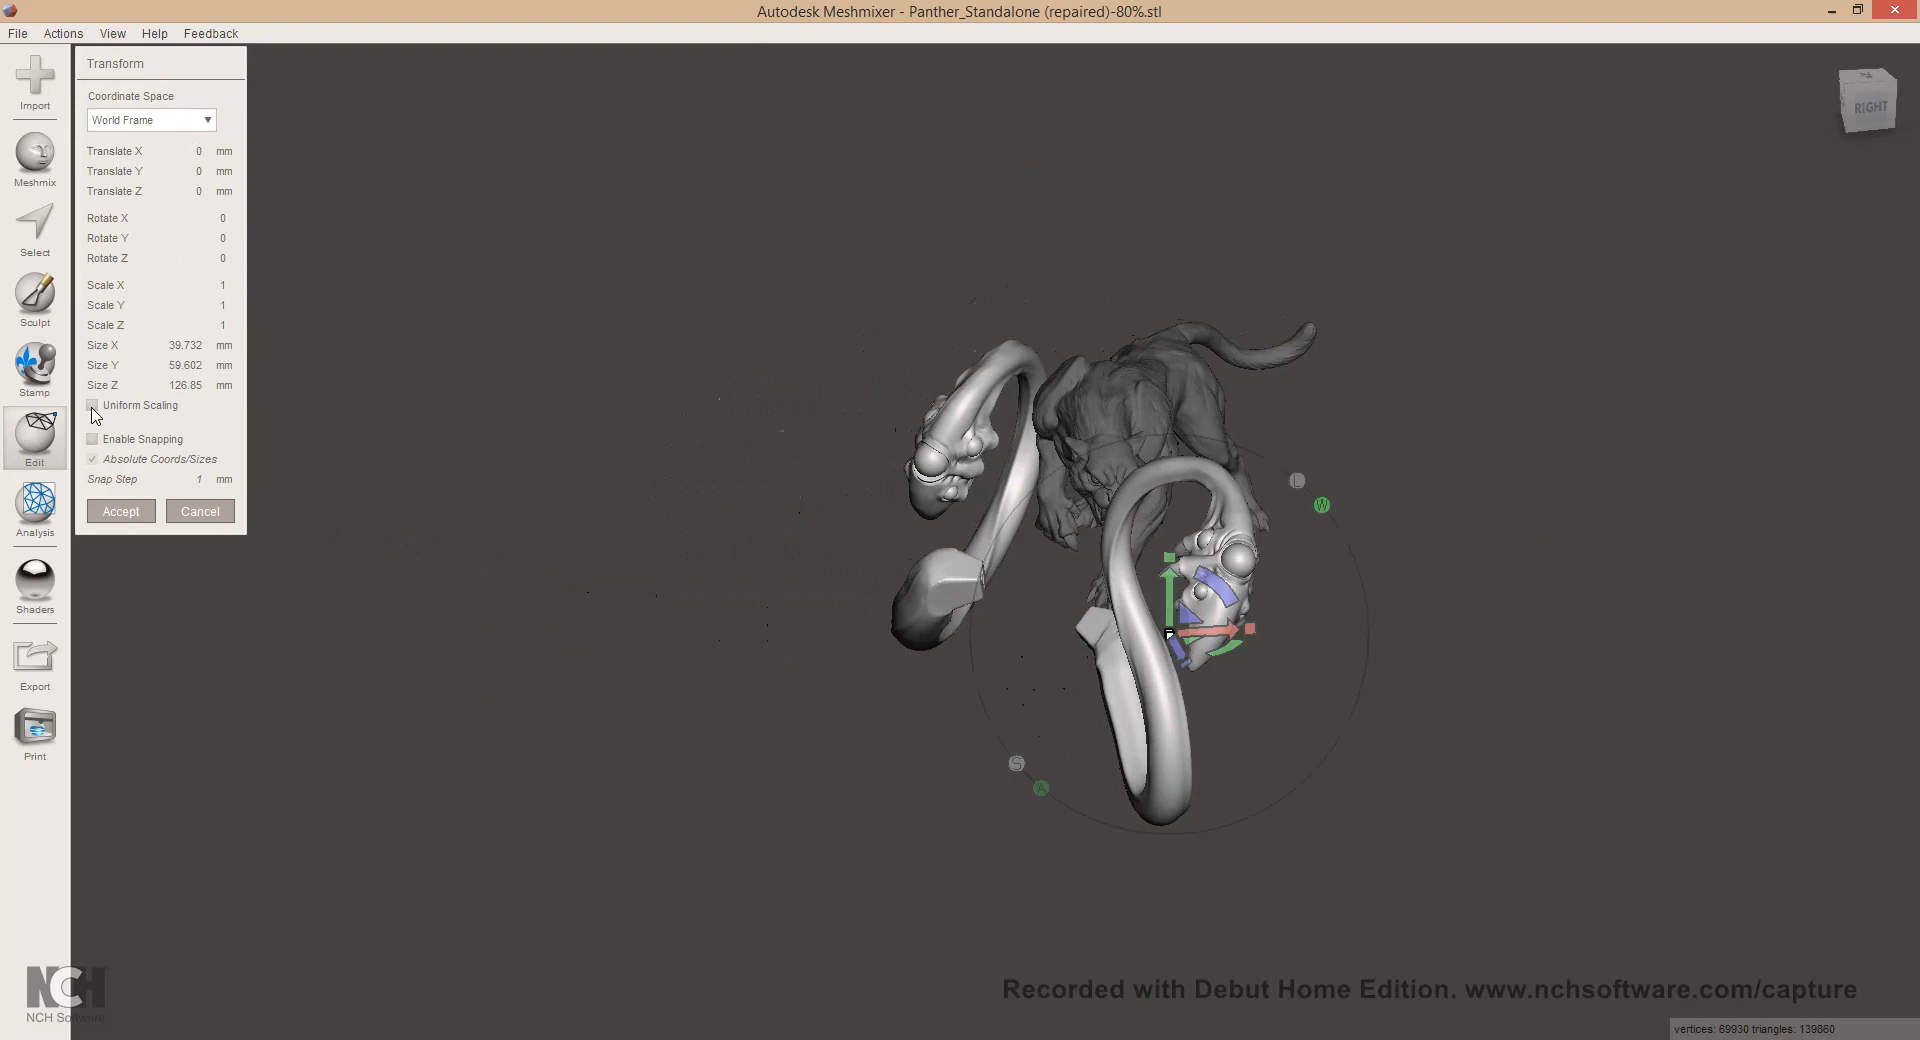 Autodesk Meshmixer - Panther_Standalone (repaired)-80%.stl
File Actions View Help Feedback
Import
Meshmix
Select
Sculpt
Stamp
Edit
Analysis
Shaders
Export
Print
Transform
Coordinate Space
World Frame
Translate X 0 mm
Translate Y 0 mm
Translate Z 0 mm
Rotate X 0
Rotate Y 0
Rotate Z 0
Scale X 1
Scale Y 1
Scale Z 1
Size X 39.732 mm
Size Y 59.602 mm
Size Z 126.85 mm
Uniform Scaling
Enable Snapping
Absolute Coords/Sizes
Snap Step 1 mm
Accept Cancel
RIGHT
L
W
S
A
NCH
NCH Software
Recorded with Debut Home Edition. www.nchsoftware.com/capture
vertices: 69930 triangles: 139860